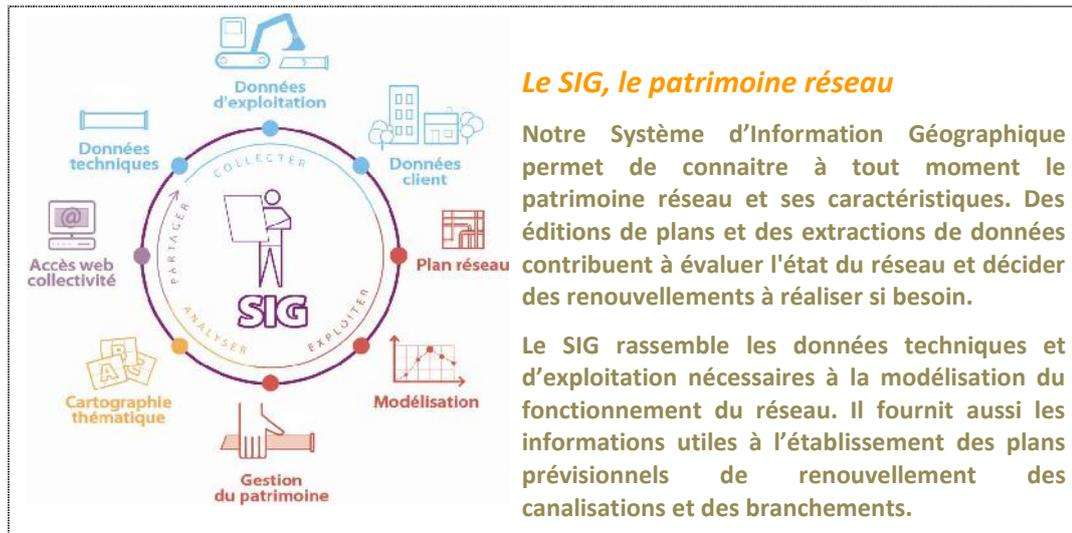 Données
d'exploitation
Données
techniques
Données
client
COLLECTER
PARTAGER
@
Accès web
collectivité
Plan réseau
SIG
ANALYSER
EXPLOITER
B
A
C
Cartographie
thématique
Modélisation
Gestion
du patrimoine
Le SIG, le patrimoine réseau
Notre Système d’Information Géographique
permet de connaitre à tout moment le
patrimoine réseau et ses caractéristiques. Des
éditions de plans et des extractions de données
contribuent à évaluer l'état du réseau et décider
des renouvellements à réaliser si besoin.
Le SIG rassemble les données techniques et
d’exploitation nécessaires à la modélisation du
fonctionnement du réseau. Il fournit aussi les
informations utiles à l’établissement des plans
prévisionnels de renouvellement des
canalisations et des branchements.